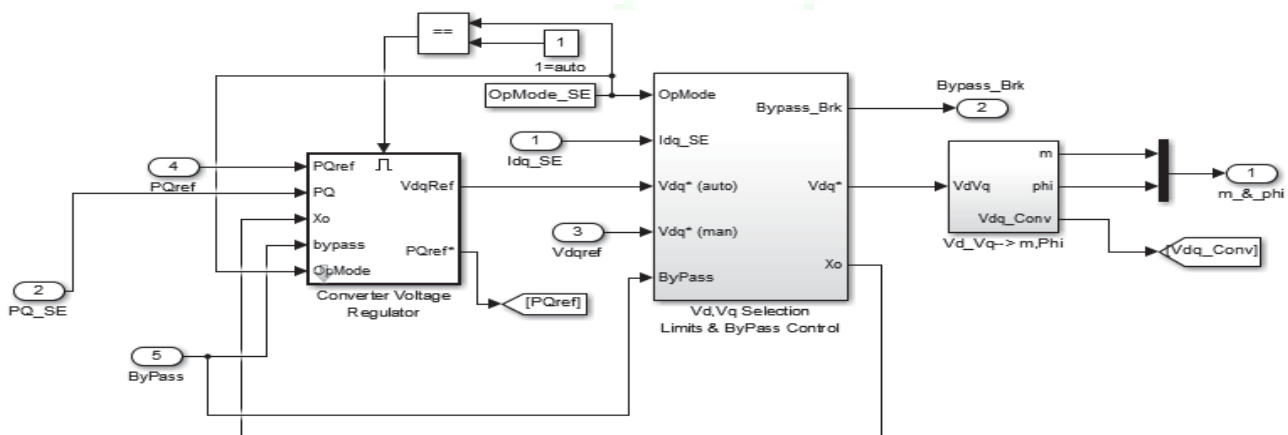 ==
1
1=auto
OpMode_SE
1
Idq_SE
4
PQref
2
PQ_SE
5
ByPass
3
Vdqref
PQref
PQ
Xo
bypass
OpMode
VdqRef
PQref*
Converter Voltage
Regulator
[PQref]
OpMode
Idq_SE
Vdq* (auto)
Vdq* (man)
ByPass
Bypass_Brk
Vdq*
Xo
Vd,Vq Selection
Limits & ByPass Control
Bypass_Brk
2
VdVq
m
phi
Vdq_Conv
Vd_Vq--> m,Phi
1
m_&_phi
[Vdq_Conv]